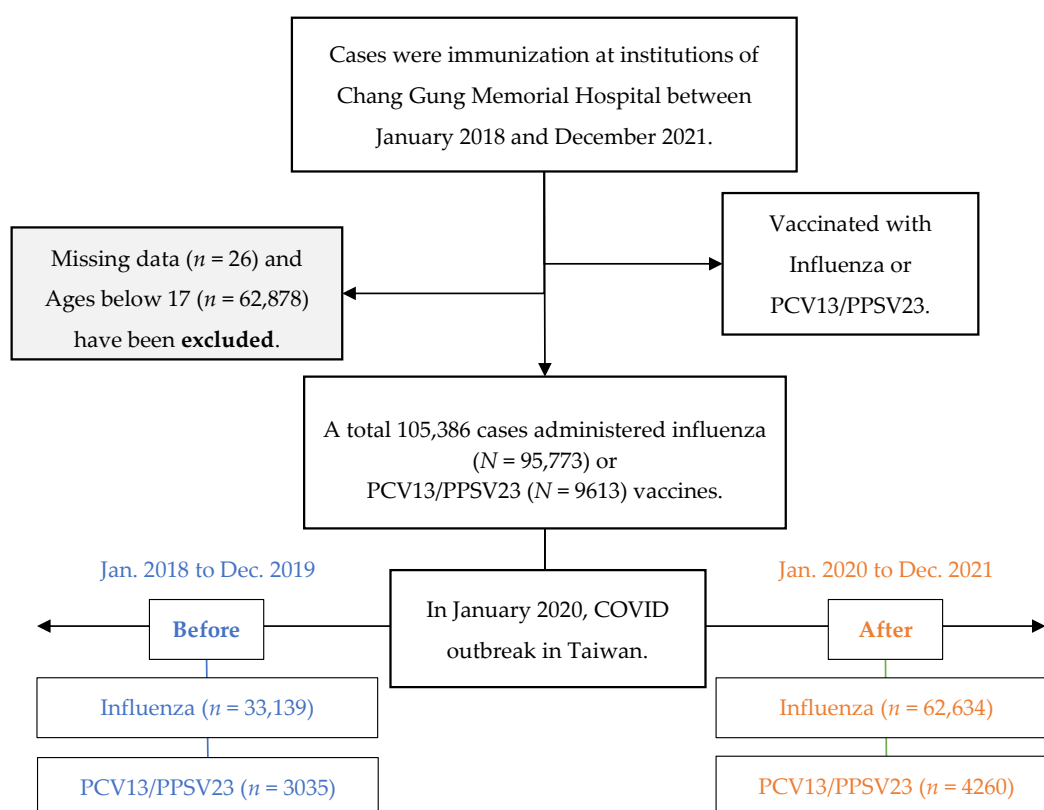 Cases were immunization at institutions of
Chang Gung Memorial Hospital between
January 2018 and December 2021.
Missing data (n = 26) and
Ages below 17 (n = 62,878)
have been excluded.
Vaccinated with
Influenza or
PCV13/PPSV23.
A total 105,386 cases administered influenza
(N = 95,773) or
PCV13/PPSV23 (N = 9613) vaccines.
Jan. 2018 to Dec. 2019
Jan. 2020 to Dec. 2021
Before
In January 2020, COVID
outbreak in Taiwan.
After
Influenza (n = 33,139)
Influenza (n = 62,634)
PCV13/PPSV23 (n = 3035)
PCV13/PPSV23 (n = 4260)